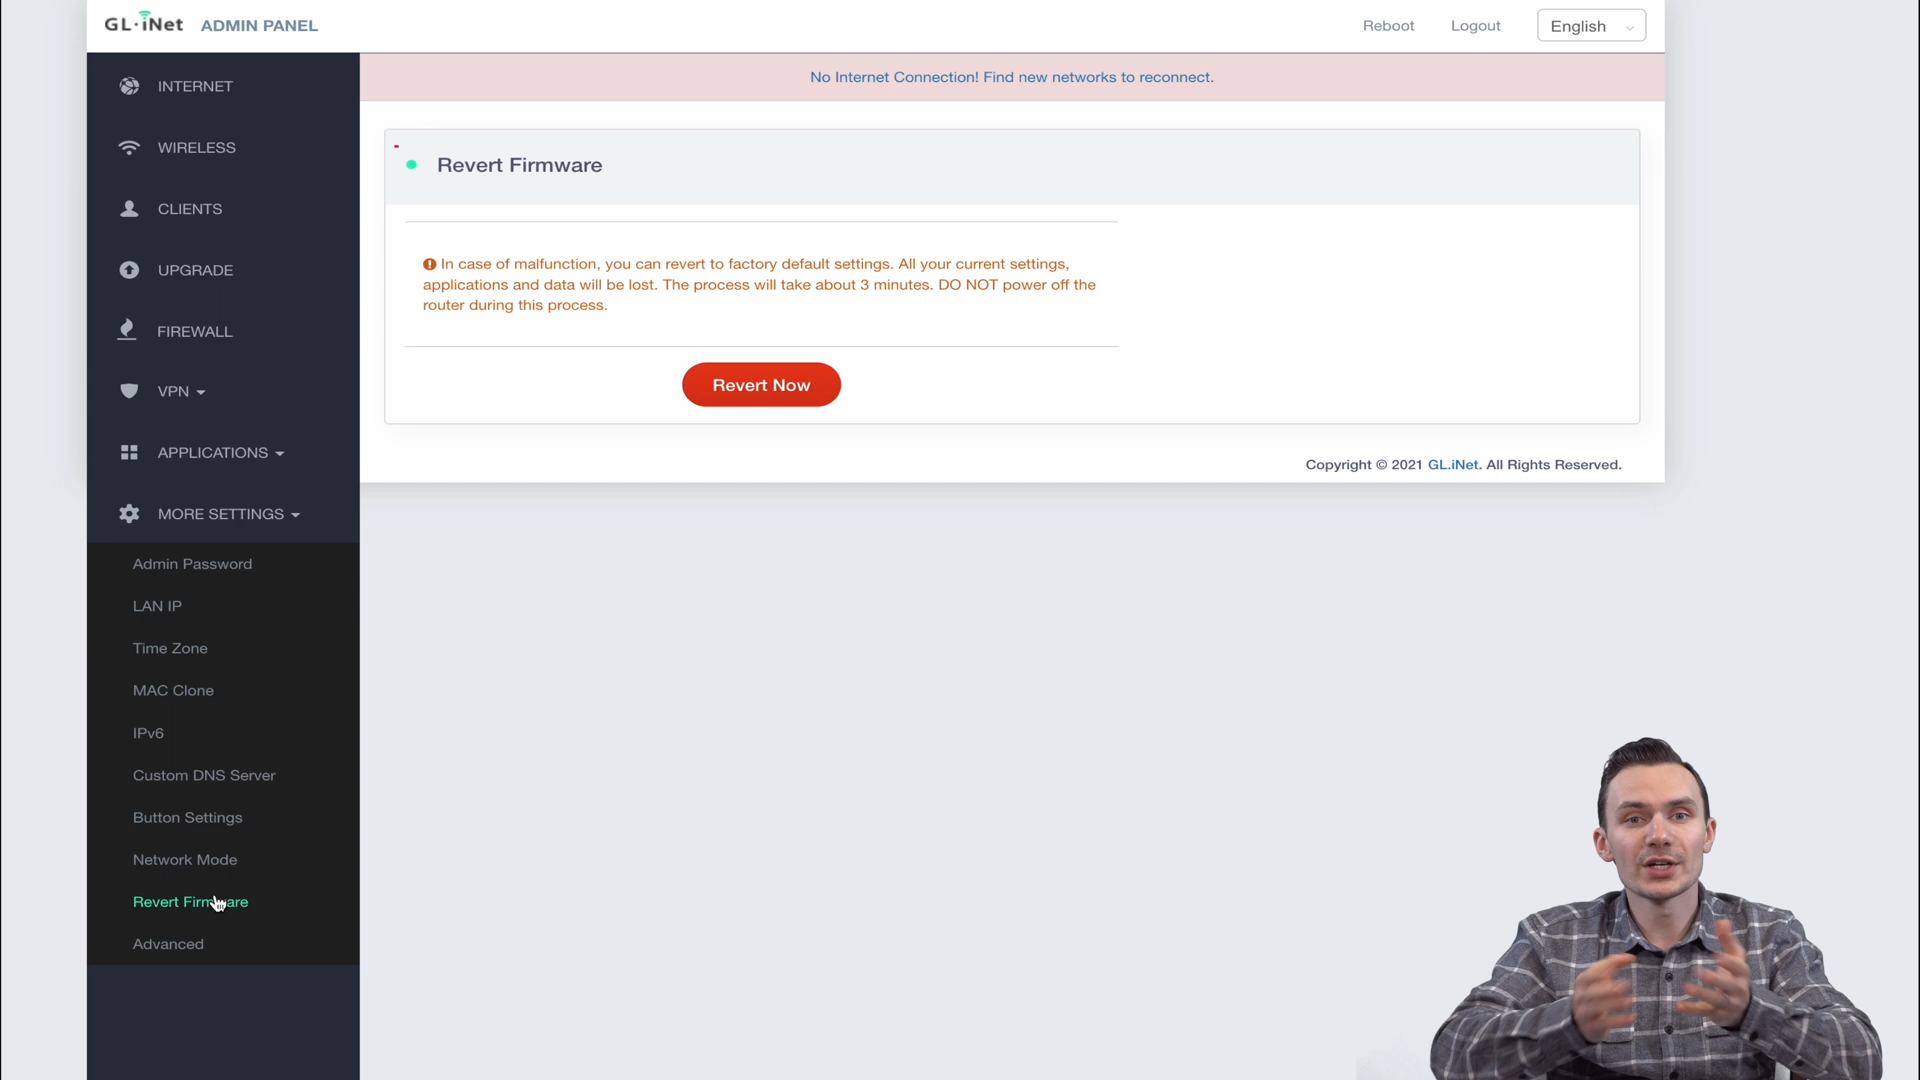 GL·iNet ADMIN PANEL
Reboot
Logout
English
INTERNET
WIRELESS
CLIENTS
UPGRADE
FIREWALL
VPN
APPLICATIONS
MORE SETTINGS
Admin Password
LAN IP
Time Zone
MAC Clone
IPv6
Custom DNS Server
Button Settings
Network Mode
Revert Firmware
Advanced
No Internet Connection! Find new networks to reconnect.
Revert Firmware
In case of malfunction, you can revert to factory default settings. All your current settings,
applications and data will be lost. The process will take about 3 minutes. DO NOT power off the
router during this process.
Revert Now
Copyright © 2021 GL.iNet. All Rights Reserved.